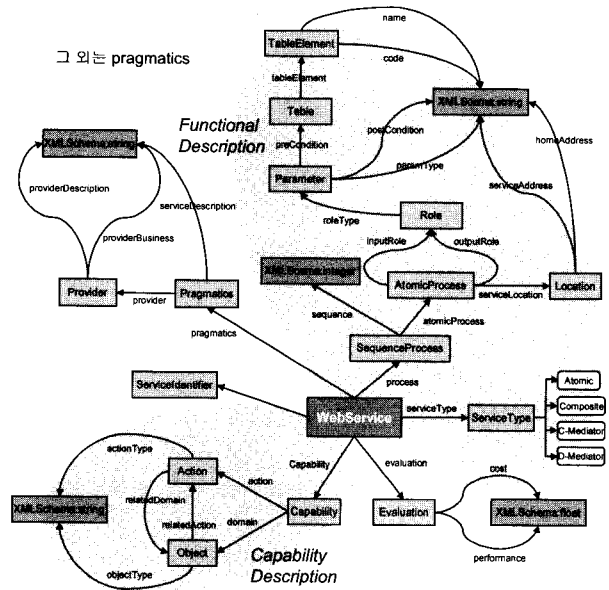 name
TableElement
code
그 외는 pragmatics
tableElement
XMLSchema:string
Table
Functional
Description
postCondition
homeAddress
XMLSchema:string
preCondition
paramType
providerDescription
Parameter
serviceAddress
serviceDescription
roleType
Role
providerBusiness
inputRole
outputRole
XMLSchema:integer
Provider
provider
Pragmatics
AtomicProcess
serviceLocation
Location
sequence
atomicProcess
pragmatics
SequenceProcess
process
ServiceIdentifier
Atomic
WebService
serviceType
ServiceType
Composite
C-Mediator
actionType
D-Mediator
Action
action
Capability
evaluation
cost
relatedDomain
XMLSchema:string
relatedAction
domain
Capability
Evaluation
XMLSchema:float
Object
Capability
Description
objectType
performance